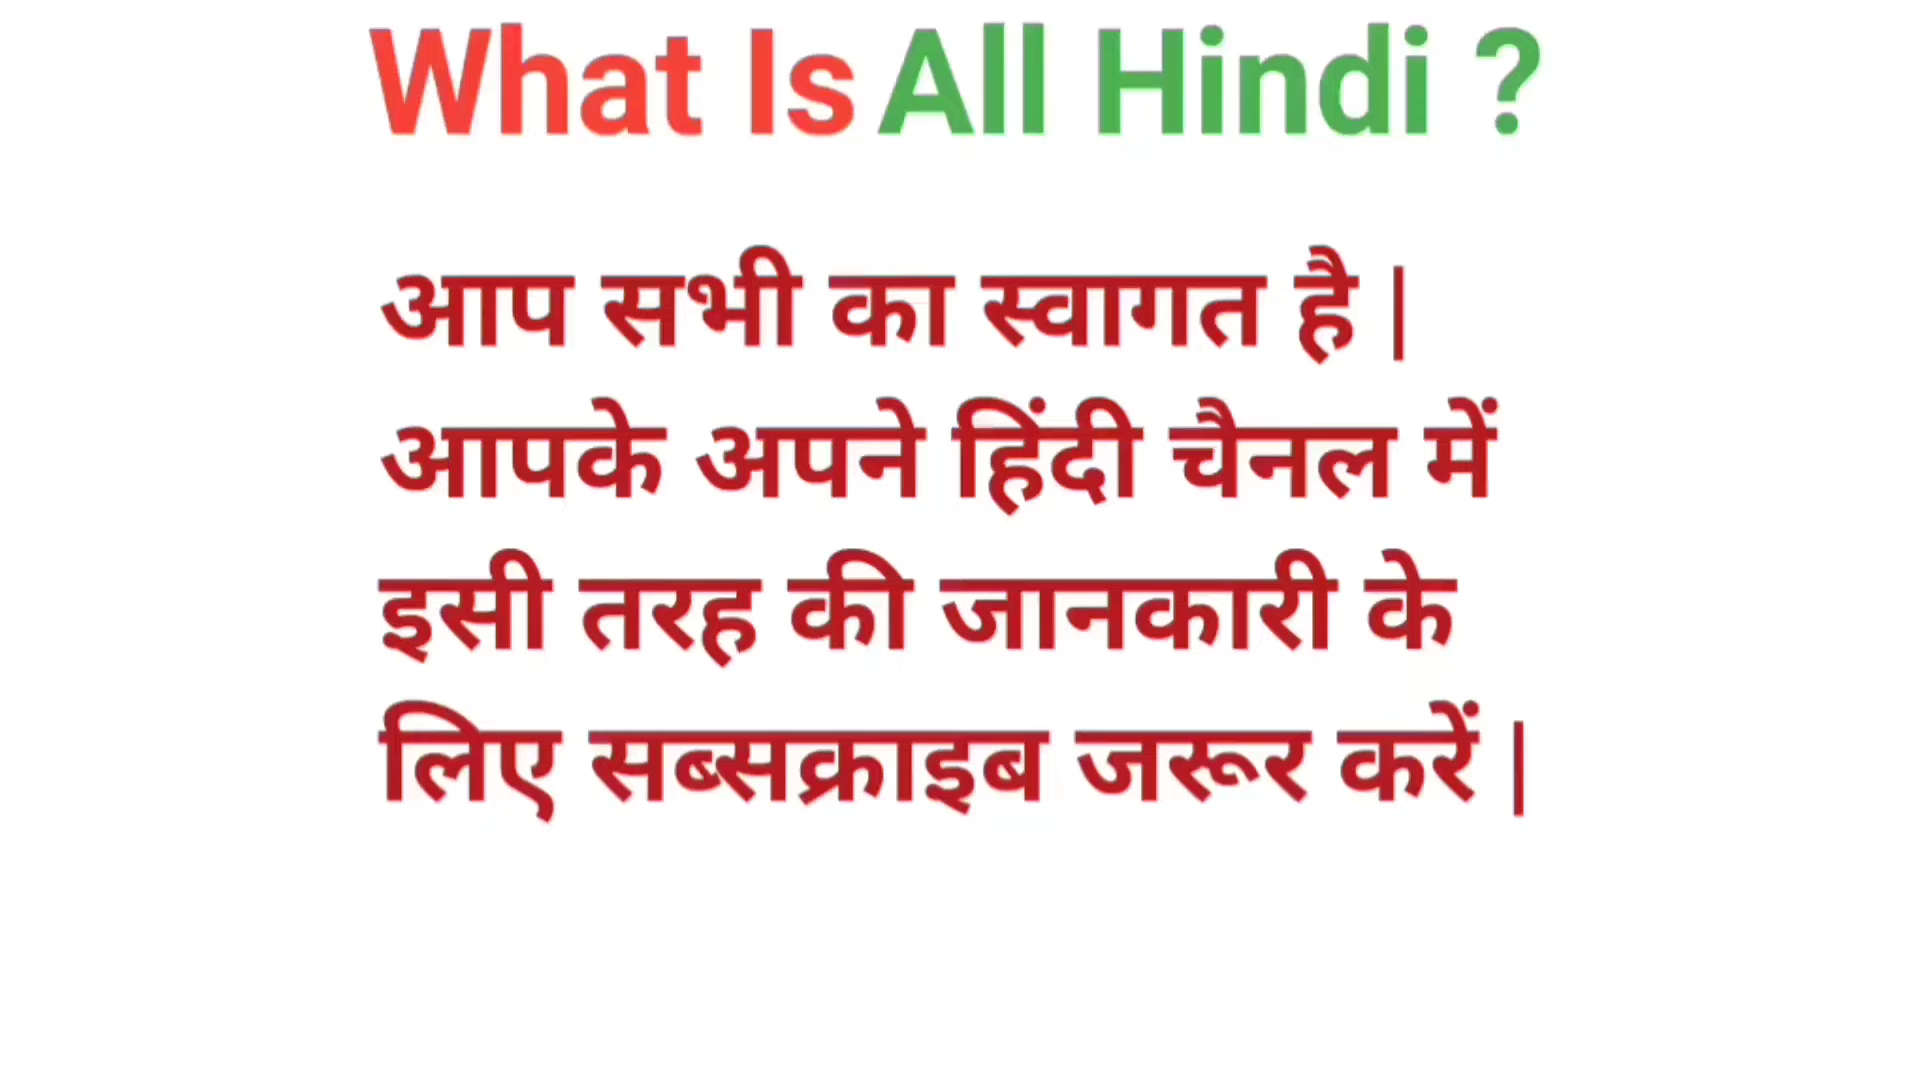 What Is All Hindi ?
आप सभी का स्वागत है |
आपके अपने हिंदी चैनल में
इसी तरह की जानकारी के
लिए सब्सक्राइब जरूर करें |